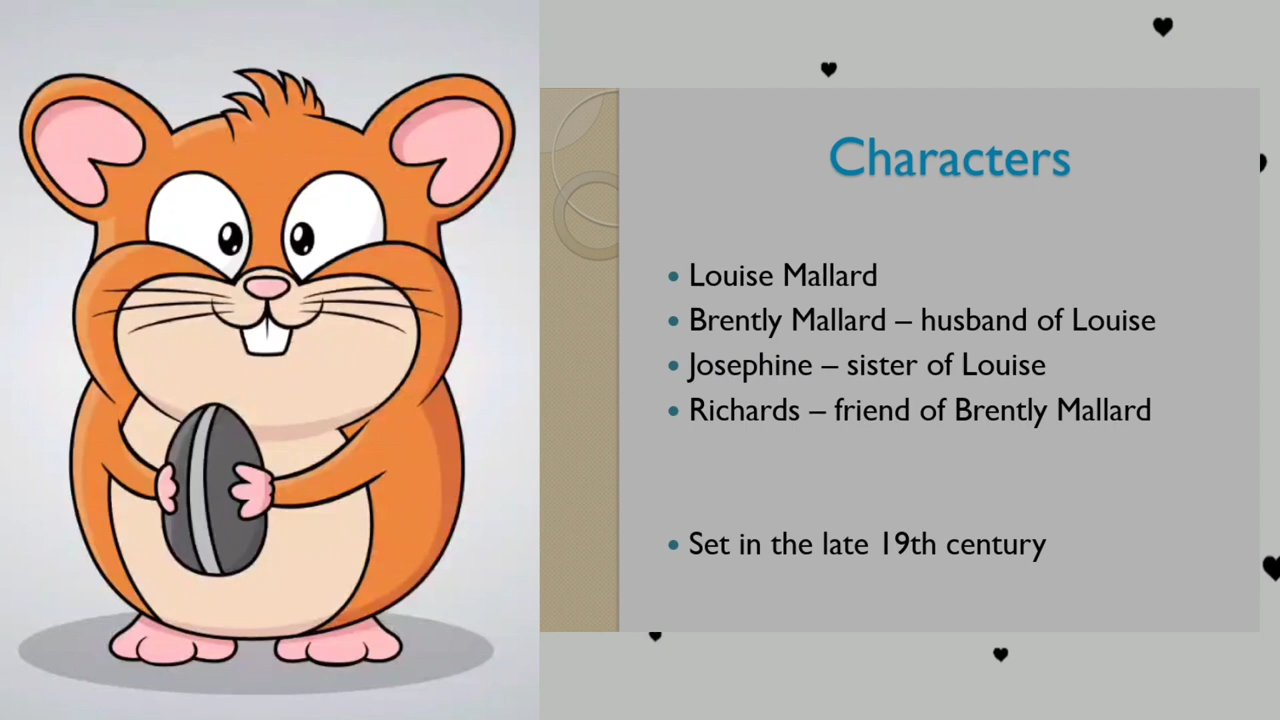 Characters
• Louise Mallard
• Brently Mallard – husband of Louise
• Josephine – sister of Louise
• Richards – friend of Brently Mallard
• Set in the late 19th century